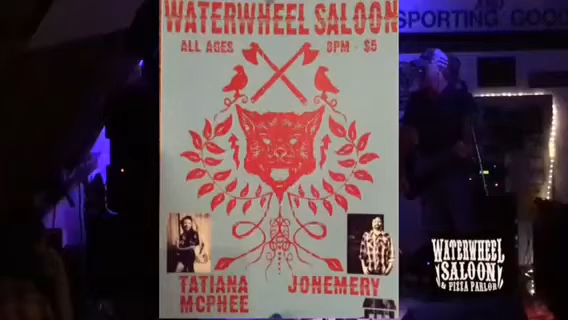 WATERWHEEL SALOON
ALL AGES 8PM - $5
SPORTING GOO
TATIANA
MCPHEE
JONEMERY
WATERWHEEL
SALOON
& PIZZA PARLOR